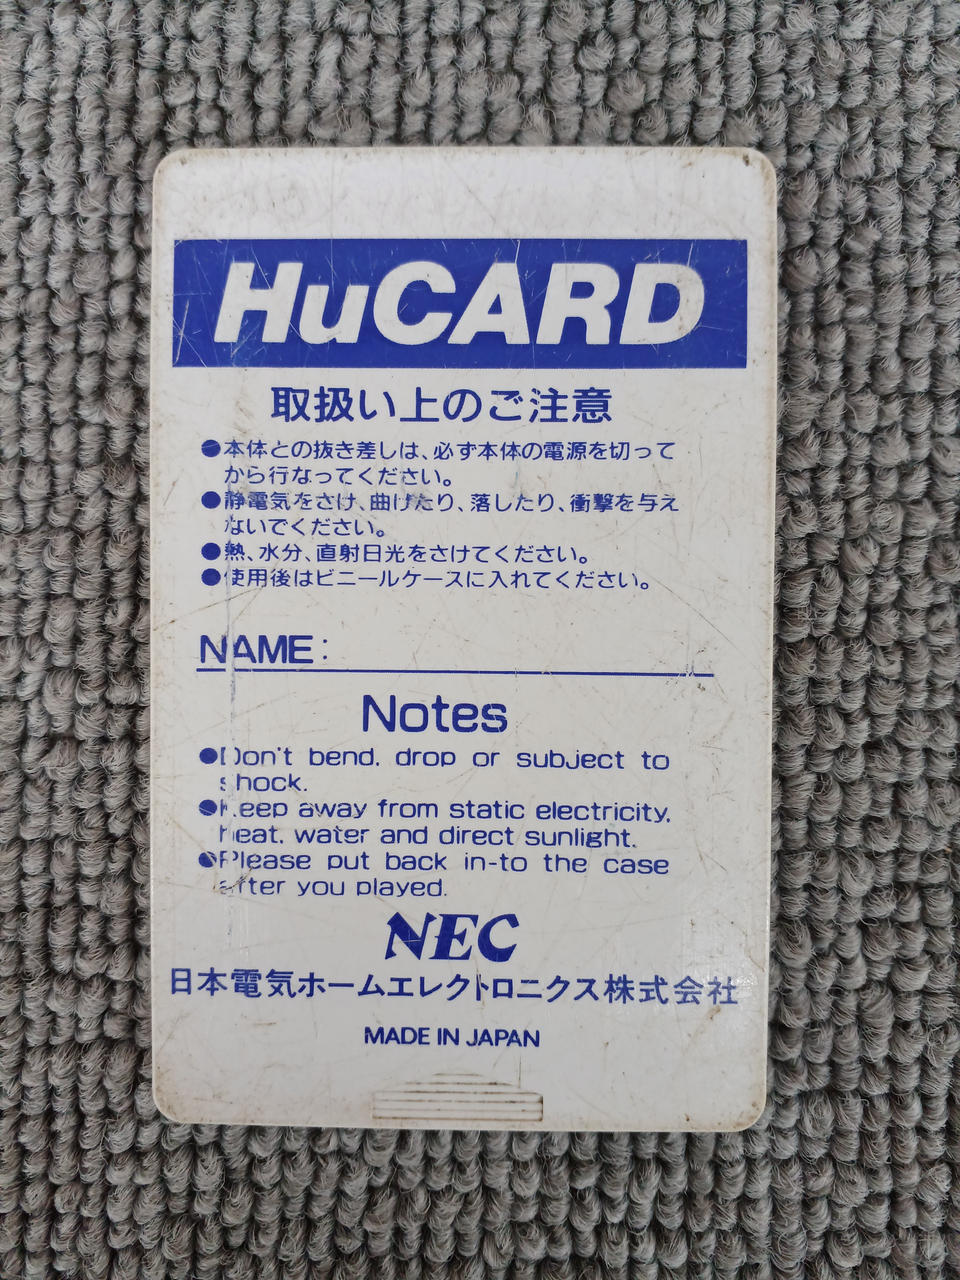 HuCARD
取扱い上のご注意
●本体との抜き差しは、必ず本体の電源を切って
から行なってください。
●静電気をさけ、曲げたり、落したり、衝撃を与え
ないでください。
●熱、水分、直射日光をさけてください。
●使用後はビニールケースに入れてください。
NAME:
Notes
●Don't bend, drop or subject to
shock.
●Keep away from static electricity,
heat, water and direct sunlight.
●Please put back in-to the case
after you played.
NEC
日本電気ホームエレクトロニクス株式会社
MADE IN JAPAN